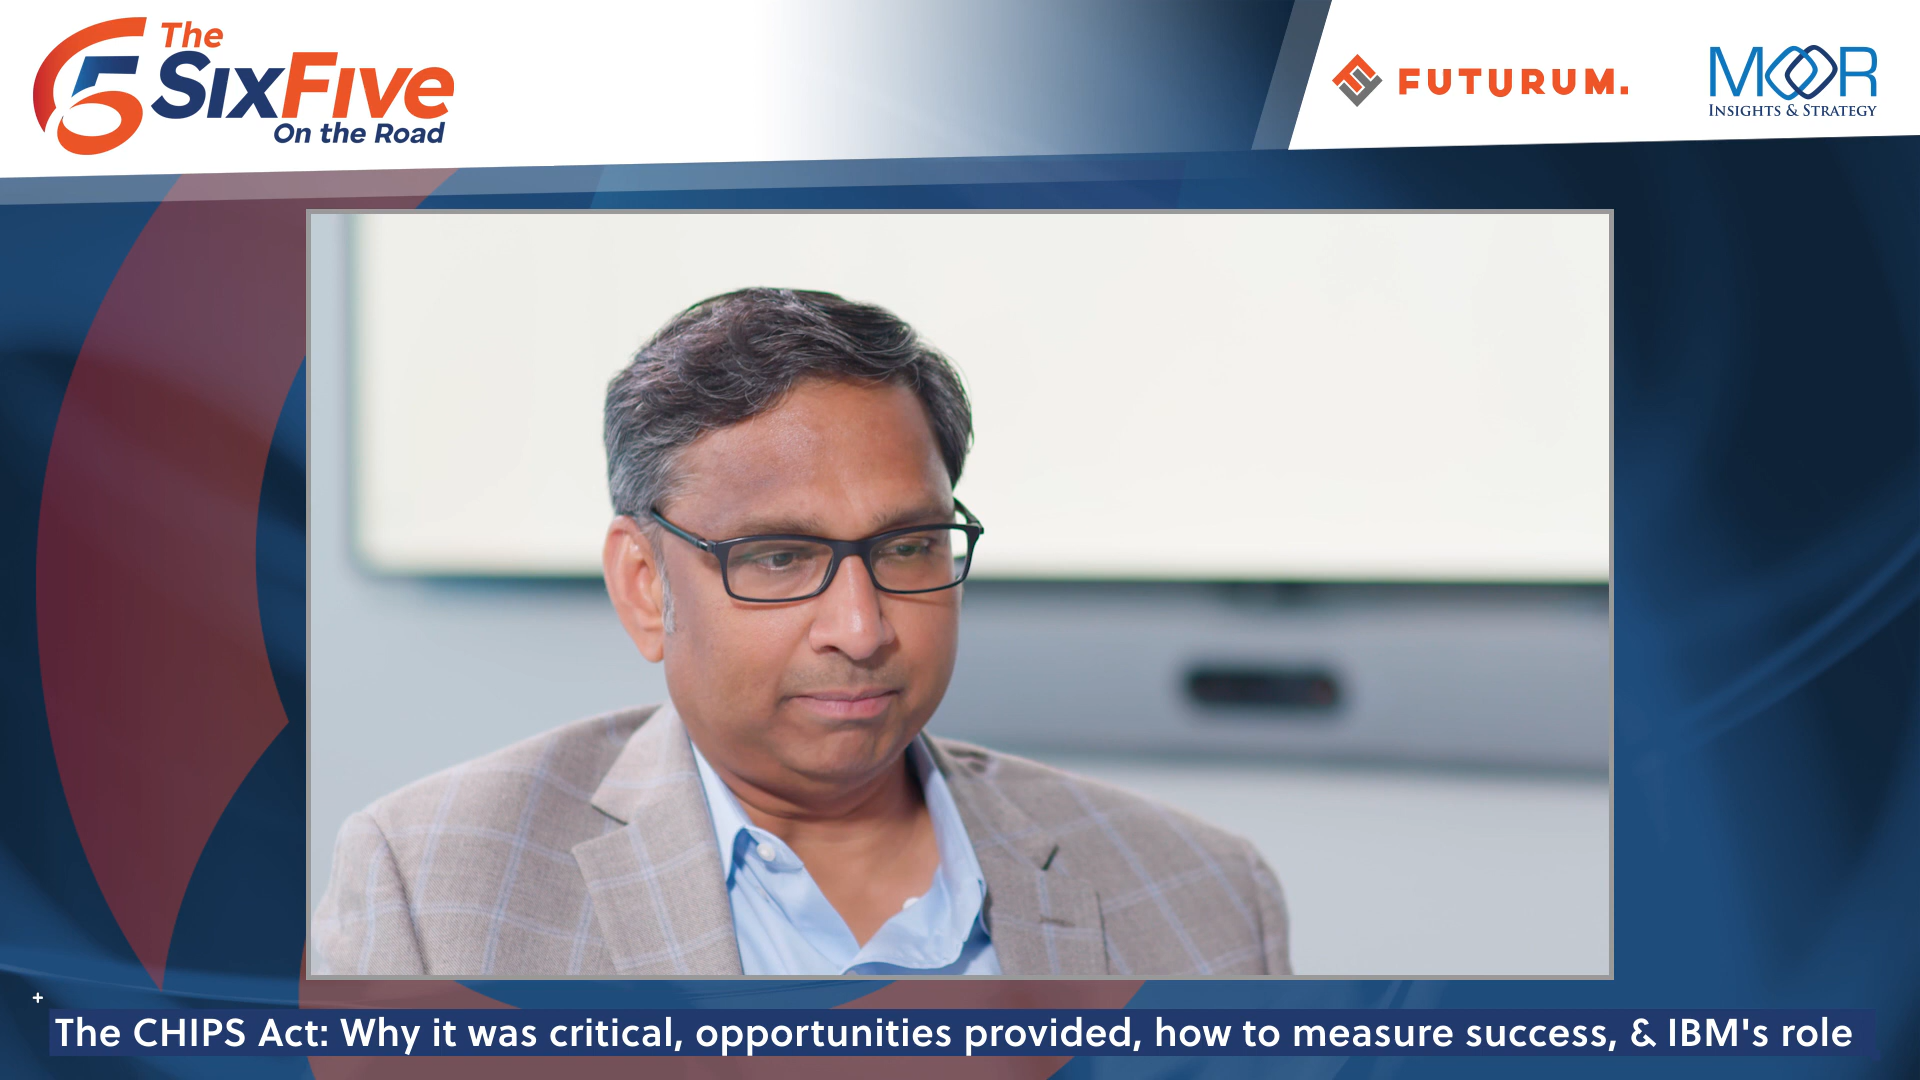 The
SixFive
On the Road
FUTURUM.
MOOR
INSIGHTS & STRATEGY
The CHIPS Act: Why it was critical, opportunities provided, how to measure success, & IBM's role